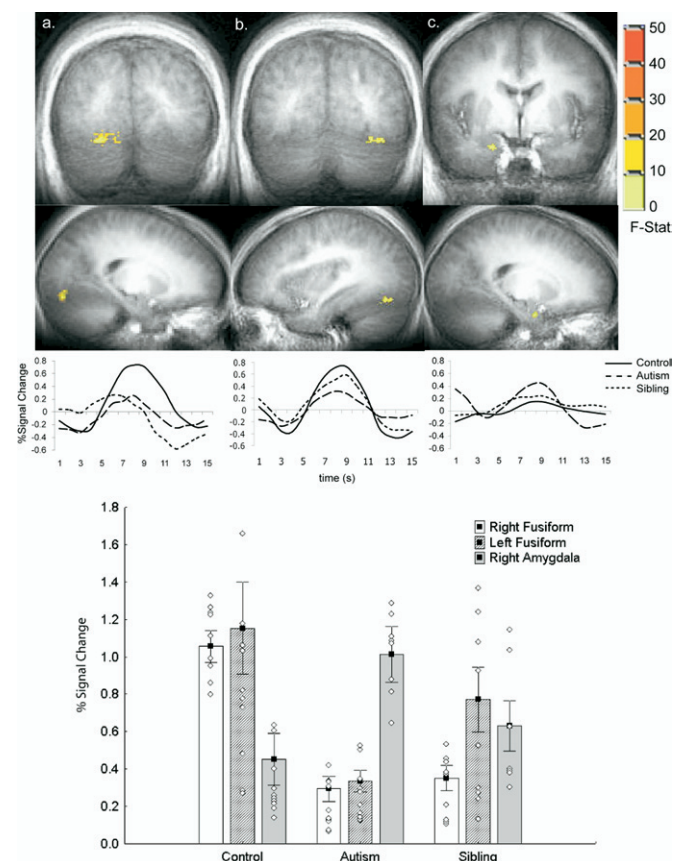 a.
b.
c.
50
40
30
20
10
0
F-Stat
%Signal Change
0.8
0.6
0.4
0.2
0
-0.2
-0.4
-0.6
1 3 5 7 9 11 13 15
0.8
0.6
0.4
0.2
0
-0.2
-0.4
-0.6
1 3 5 7 9 11 13 15
0.8
0.6
0.4
0.2
0
-0.2
-0.4
-0.6
1 3 5 7 9 11 13 15
Control
Autism
Sibling
time (s)
% Signal Change
1.8
1.6
1.4
1.2
1.0
0.8
0.6
0.4
0.2
0.0
Right Fusiform
Left Fusiform
Right Amygdala
Control Autism Sibling